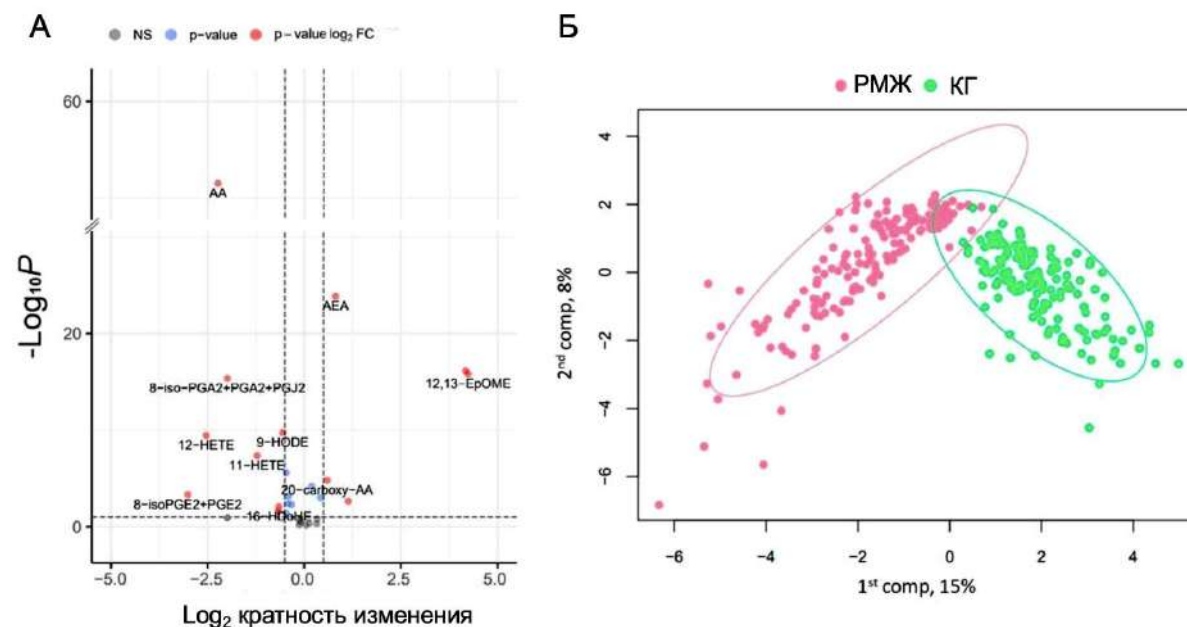 А
NS p-value p-value log₂ FC
60
20
0
-Log₁₀P
AA
AEA
8-iso-PGA2+PGA2+PGJ2
12,13-EpOME
12-HETE
9-HODE
11-HETE
20-carboxy-AA
8-isoPGE2+PGE2
-5.0 -2.5 0.0 2.5 5.0
Log₂ кратность изменения
Б
РМЖ КГ
4
2
0
-2
-4
-6
2ⁿᵈ comp, 8%
-6 -4 -2 0 2 4
1ˢᵗ comp, 15%